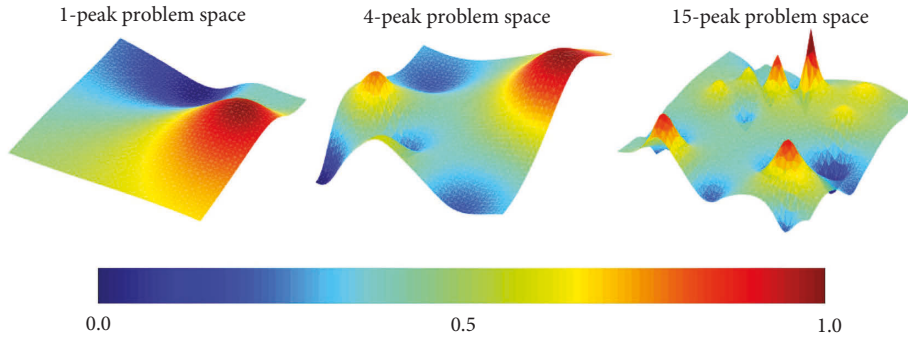 1-peak problem space
4-peak problem space
15-peak problem space
0.0
0.5
1.0